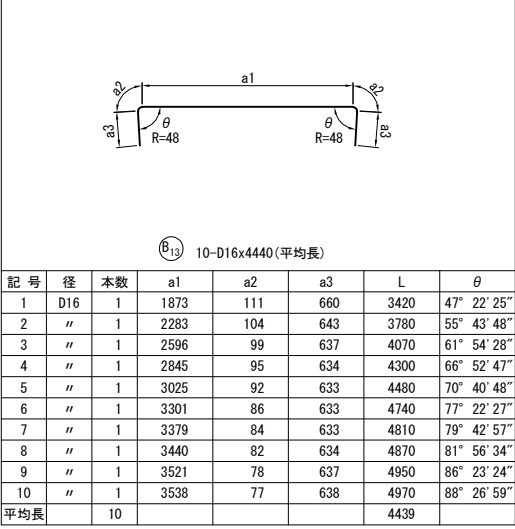 a1
a2
a2
a3
θ
R=48
θ
R=48
a3
B13 10-D16x4440(平均長)
記 号 径 本数 a1 a2 a3 L θ
1 D16 1 1873 111 660 3420 47° 22′25″
2 〃 1 2283 104 643 3780 55° 43′48″
3 〃 1 2596 99 637 4070 61° 54′28″
4 〃 1 2845 95 634 4300 66° 52′47″
5 〃 1 3025 92 633 4480 70° 40′48″
6 〃 1 3301 86 633 4740 77° 22′27″
7 〃 1 3379 84 633 4810 79° 42′57″
8 〃 1 3440 82 634 4870 81° 56′34″
9 〃 1 3521 78 637 4950 86° 23′24″
10 〃 1 3538 77 638 4970 88° 26′59″
平均長 10 4439